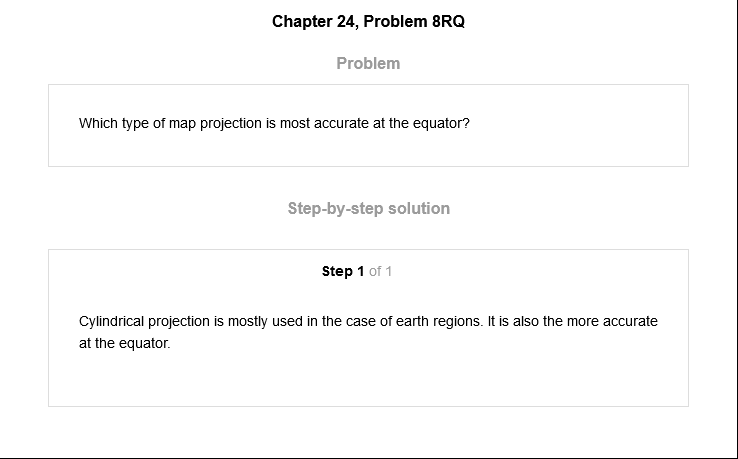 Chapter 24, Problem 8RQ
Problem
Which type of map projection is most accurate at the equator?
Step-by-step solution
Step 1 of 1
Cylindrical projection is mostly used in the case of earth regions. It is also the more accurate
at the equator.